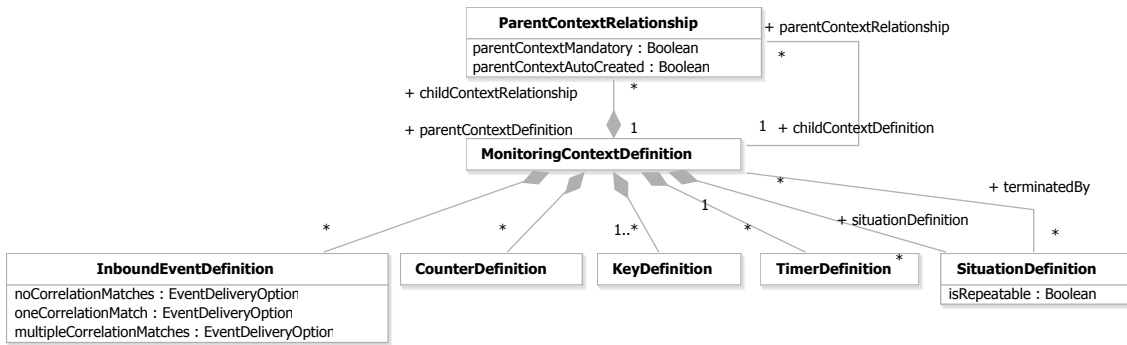 ParentContextRelationship
parentContextMandatory : Boolean
parentContextAutoCreated : Boolean
+ parentContextRelationship
*
+ childContextRelationship
*
+ parentContextDefinition
1
1
+ childContextDefinition
MonitoringContextDefinition
*
+ terminatedBy
1
+ situationDefinition
*
*
1..*
*
*
*
InboundEventDefinition
noCorrelationMatches : EventDeliveryOption
oneCorrelationMatch : EventDeliveryOption
multipleCorrelationMatches : EventDeliveryOption
CounterDefinition
KeyDefinition
TimerDefinition
SituationDefinition
isRepeatable : Boolean